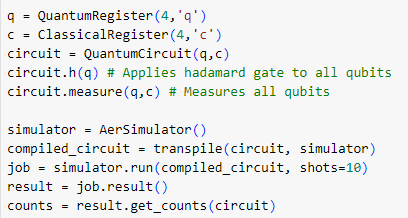 q = QuantumRegister(4,'q')
c = ClassicalRegister(4,'c')
circuit = QuantumCircuit(q,c)
circuit.h(q) # Applies hadamard gate to all qubits
circuit.measure(q,c) # Measures all qubits
simulator = AerSimulator()
compiled_circuit = transpile(circuit, simulator)
job = simulator.run(compiled_circuit, shots=10)
result = job.result()
counts = result.get_counts(circuit)